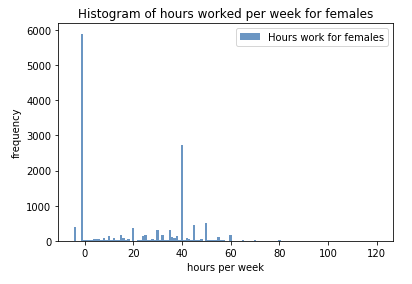 Histogram of hours worked per week for females
Hours work for females
frequency
6000
5000
4000
3000
2000
1000
0
0 20 40 60 80 100 120
hours per week